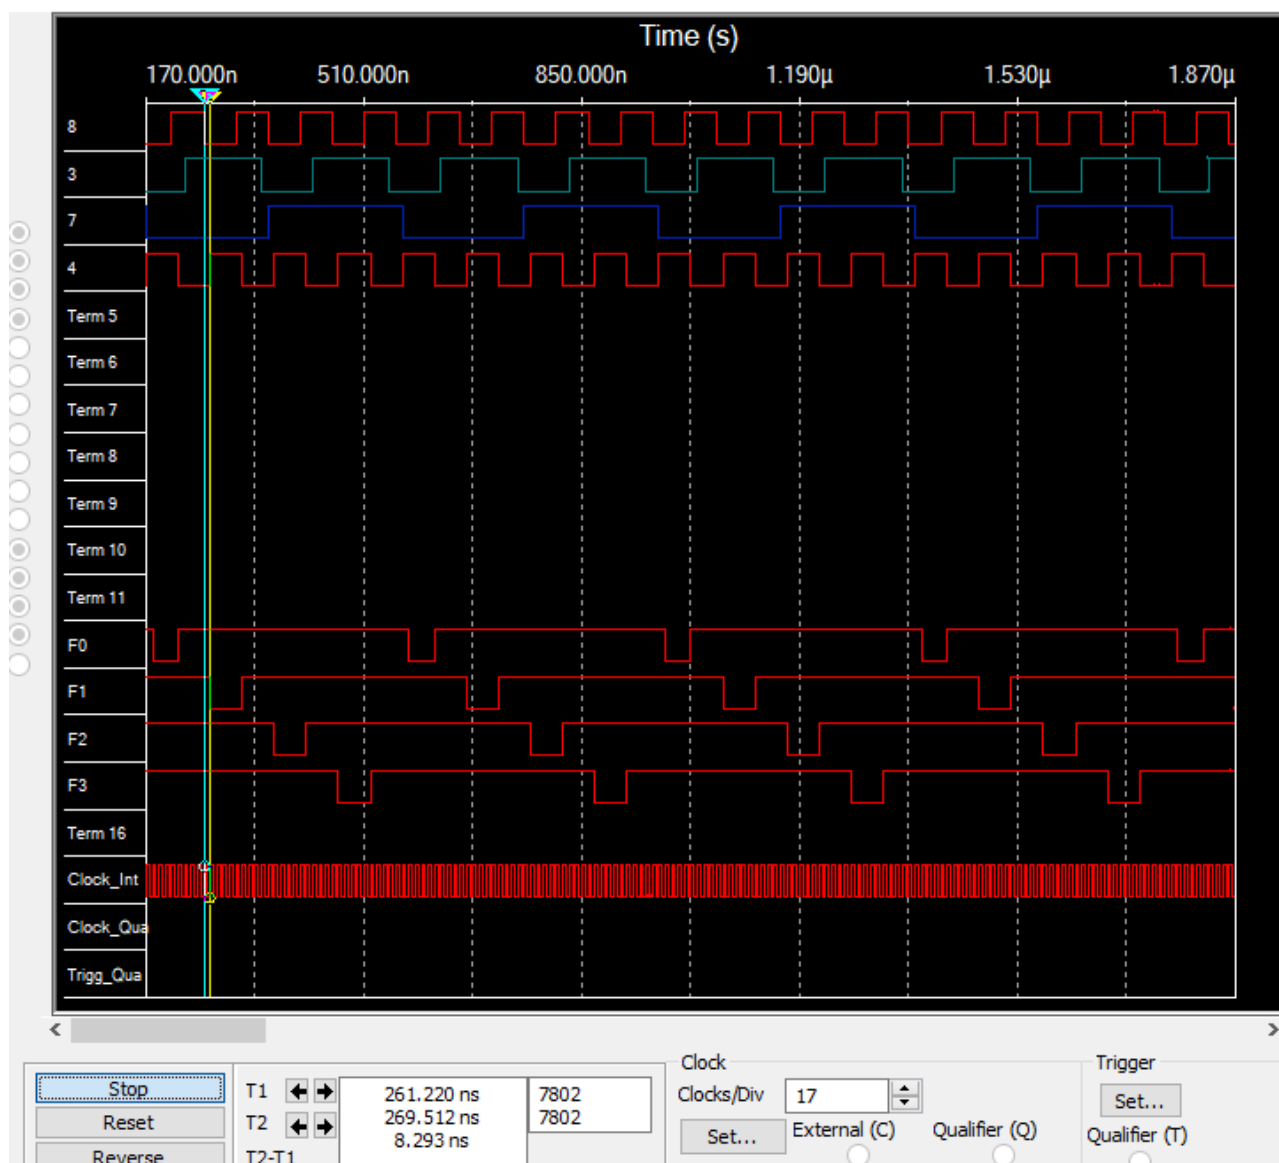 Time (s)
170.000n 510.000n 850.000n 1.190µ 1.530µ 1.870µ
8
3
7
4
Term 5
Term 6
Term 7
Term 8
Term 9
Term 10
Term 11
F0
F1
F2
F3
Term 16
Clock_Int
Clock_Qua
Trigg_Qua
Stop
Reset
Reverse
T1 261.220 ns 7802
T2 269.512 ns 7802
T2-T1 8.293 ns
Clock
Clocks/Div 17
Set... External (C) Qualifier (Q)
Trigger
Set...
Qualifier (T)